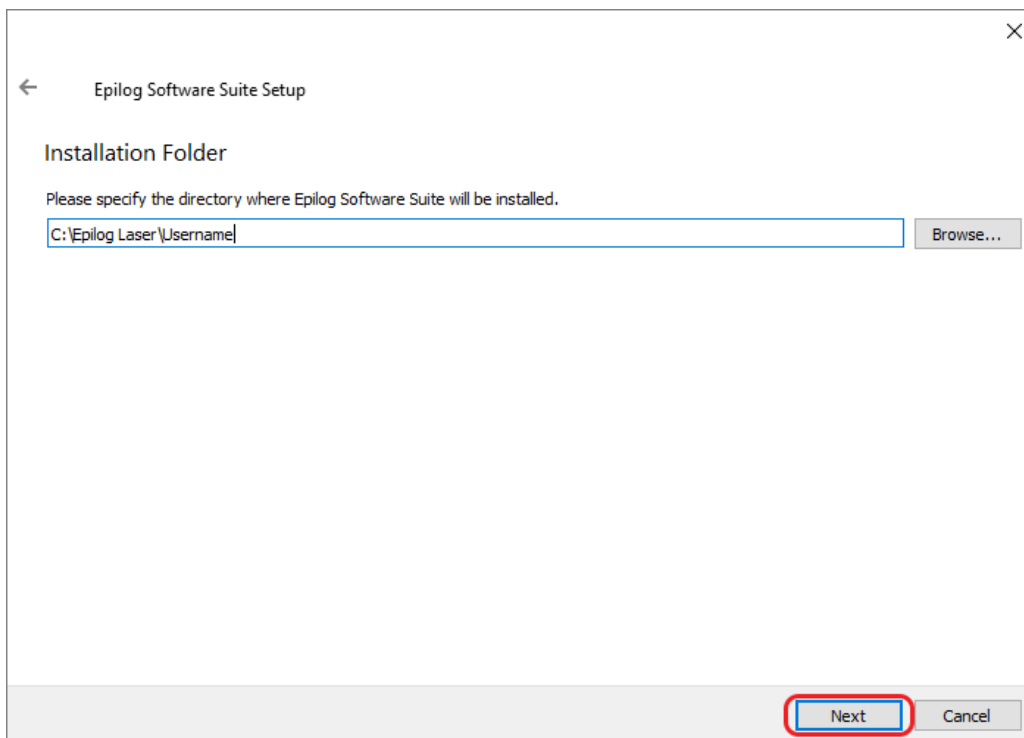 Epilog Software Suite Setup
Installation Folder
Please specify the directory where Epilog Software Suite will be installed.
C:\Epilog Laser\Username
Browse...
Next
Cancel